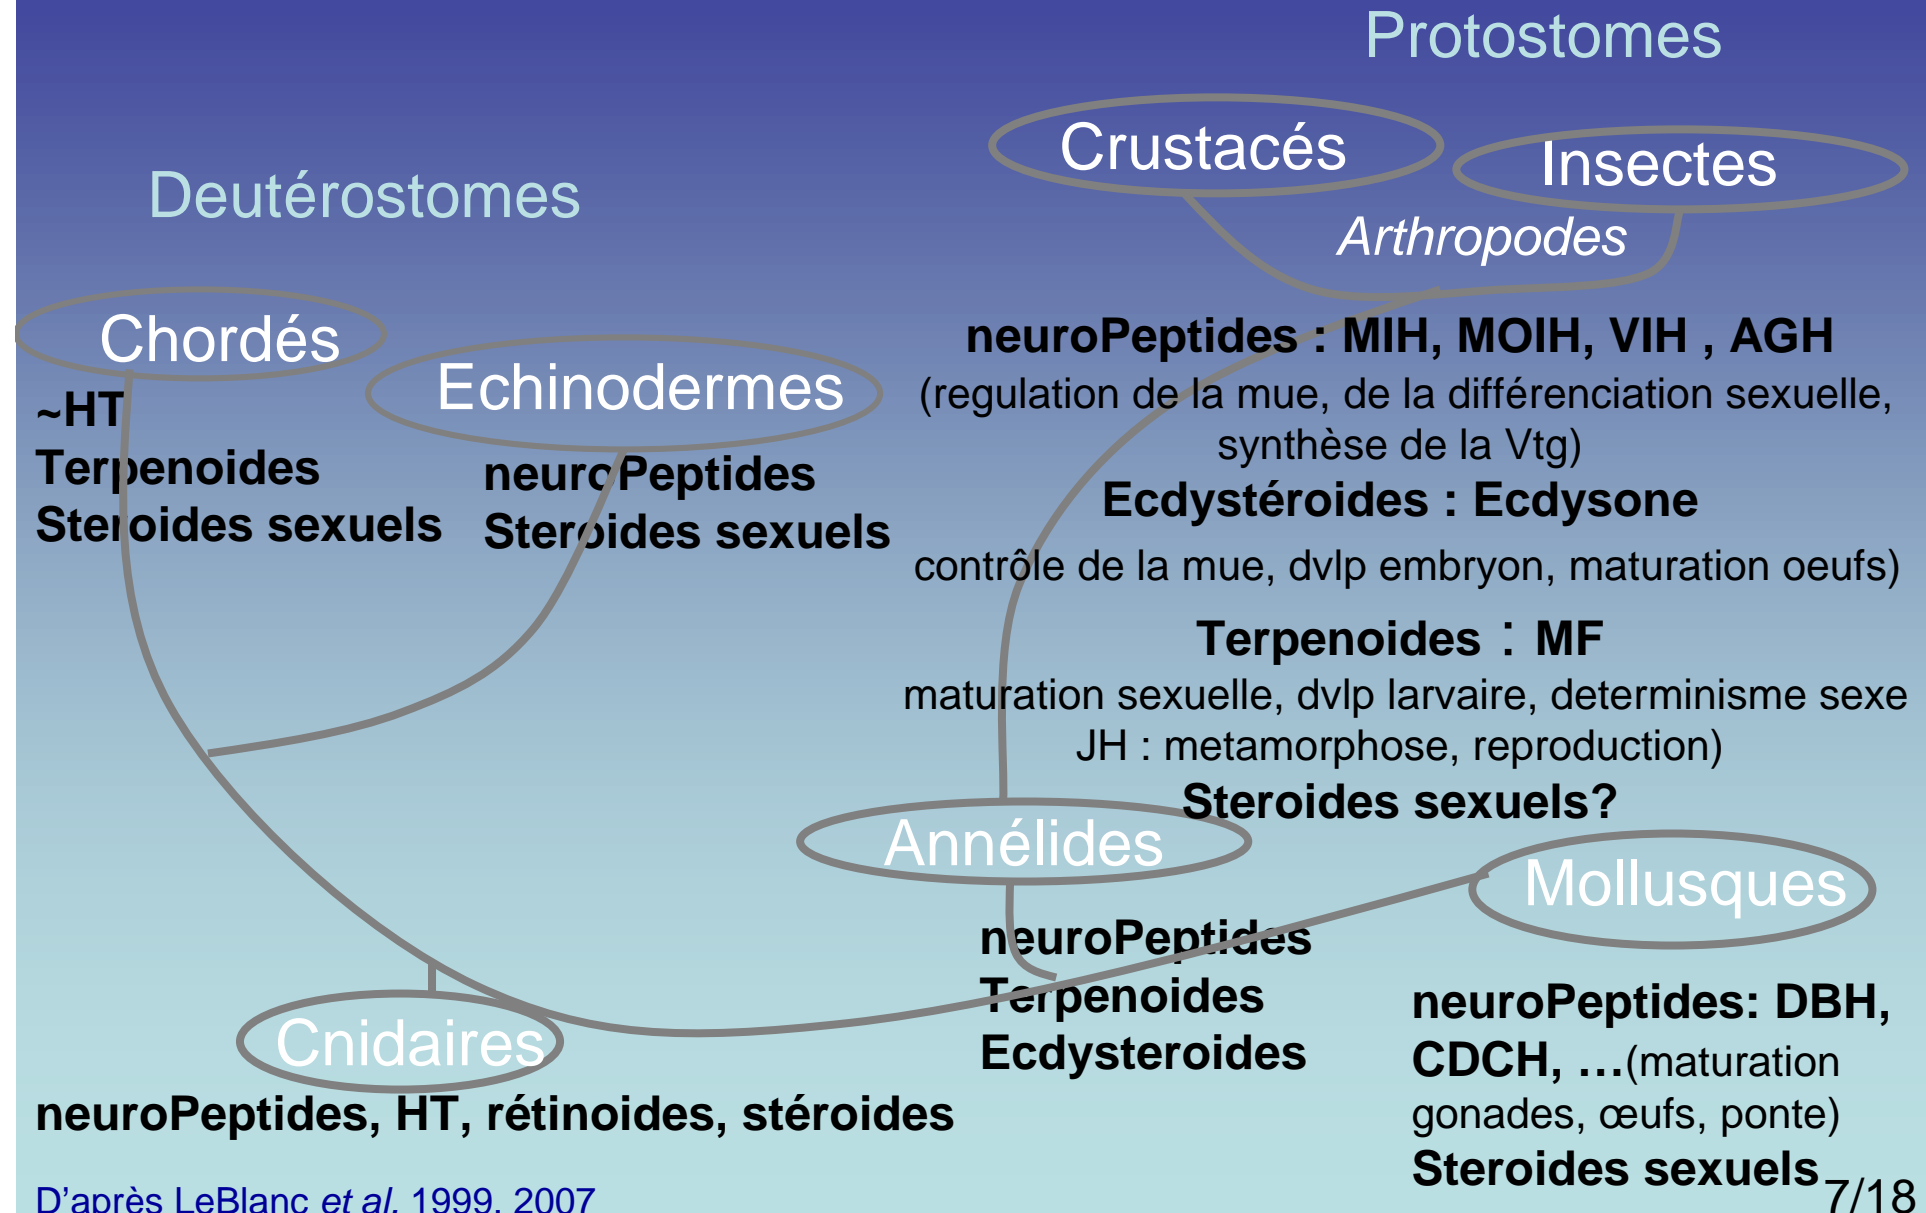 Protostomes
Crustacés
Insectes
Arthropodes
Deutérostomes
Chordés
~HT
Terpenoides
Steroides sexuels
Echinodermes
neuroPeptides
Steroides sexuels
neuroPeptides : MIH, MOIH, VIH , AGH
(regulation de la mue, de la différenciation sexuelle,
synthèse de la Vtg)
Ecdystéroides : Ecdysone
contrôle de la mue, dvlp embryon, maturation oeufs)
Terpenoides : MF
maturation sexuelle, dvlp larvaire, determinisme sexe
JH : metamorphose, reproduction)
Steroides sexuels?
Annélides
neuroPeptides
Terpenoides
Ecdysteroides
Mollusques
neuroPeptides: DBH,
CDCH, …(maturation
gonades, œufs, ponte)
Steroides sexuels
Cnidaires
neuroPeptides, HT, rétinoides, stéroides
D’après LeBlanc et al. 1999, 2007
7/18